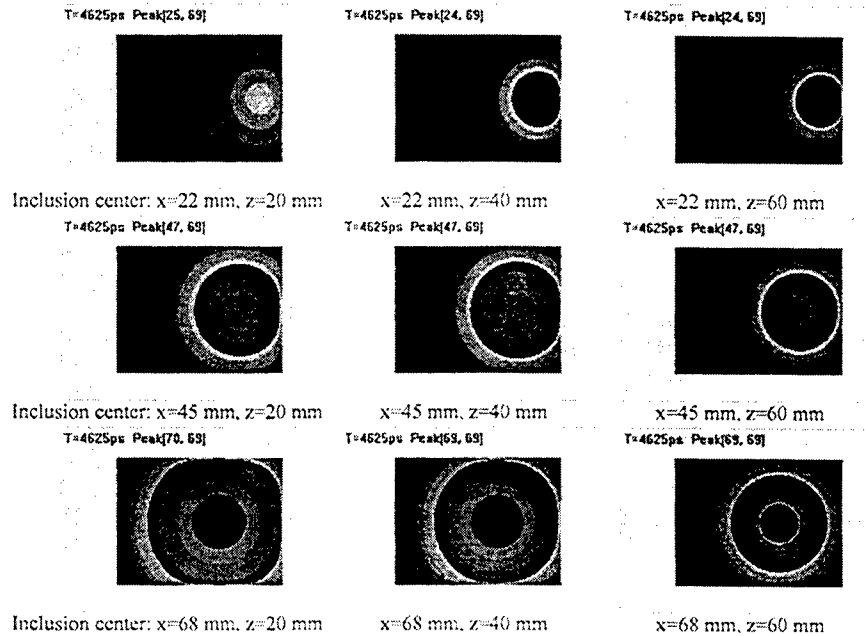 T=4625ps Peak[25, 69] T=4625ps Peak[24, 69] T=4625ps Peak[24, 69]
Inclusion center: x=22 mm, z=20 mm x=22 mm, z=40 mm x=22 mm, z=60 mm
T=4625ps Peak[47, 69] T=4625ps Peak[47, 69] T=4625ps Peak[47, 69]
Inclusion center: x=45 mm, z=20 mm x=45 mm, z=40 mm x=45 mm, z=60 mm
T=4625ps Peak[70, 69] T=4625ps Peak[69, 69] T=4625ps Peak[69, 69]
Inclusion center: x=68 mm, z=20 mm x=68 mm, z=40 mm x=68 mm, z=60 mm